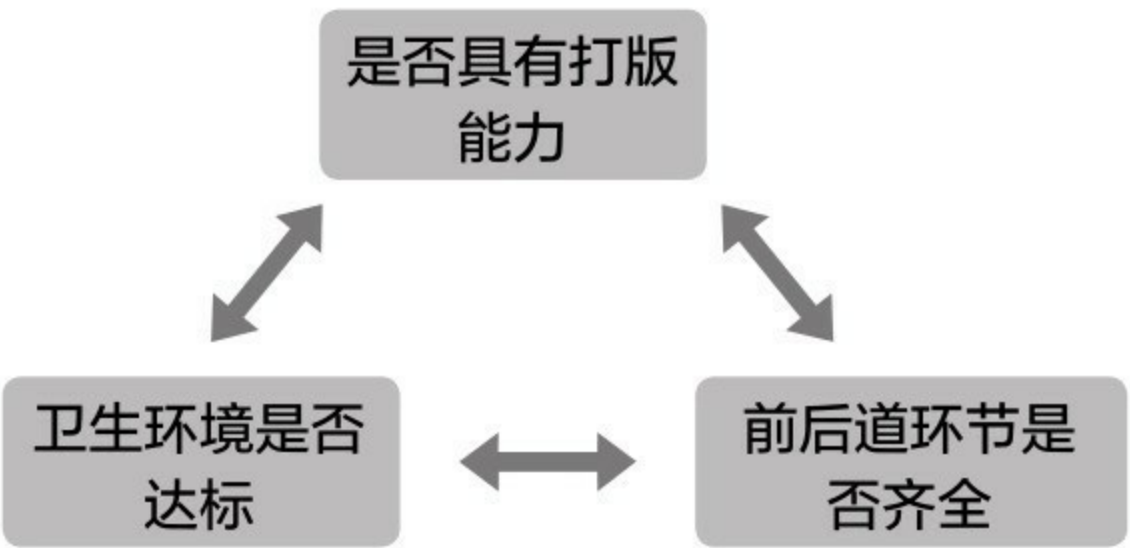 是否具有打版
能力
卫生环境是否
达标
前后道环节是
否齐全